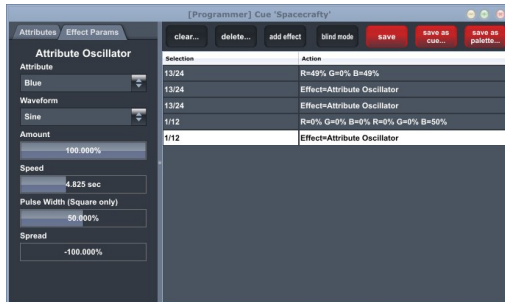 [Programmer] Cue 'Spacecrafty'
Attributes Effect Params
clear... delete... add effect blind mode save save as cue... save as palette...
Attribute Oscillator
Attribute
Blue
Waveform
Sine
Amount
100.000%
Speed
4.825 sec
Pulse Width (Square only)
50.000%
Spread
-100.000%
Selection Action
13/24 R=49% G=0% B=49%
13/24 Effect=Attribute Oscillator
13/24 Effect=Attribute Oscillator
1/12 R=0% G=0% B=0% R=0% G=0% B=50%
1/12 Effect=Attribute Oscillator